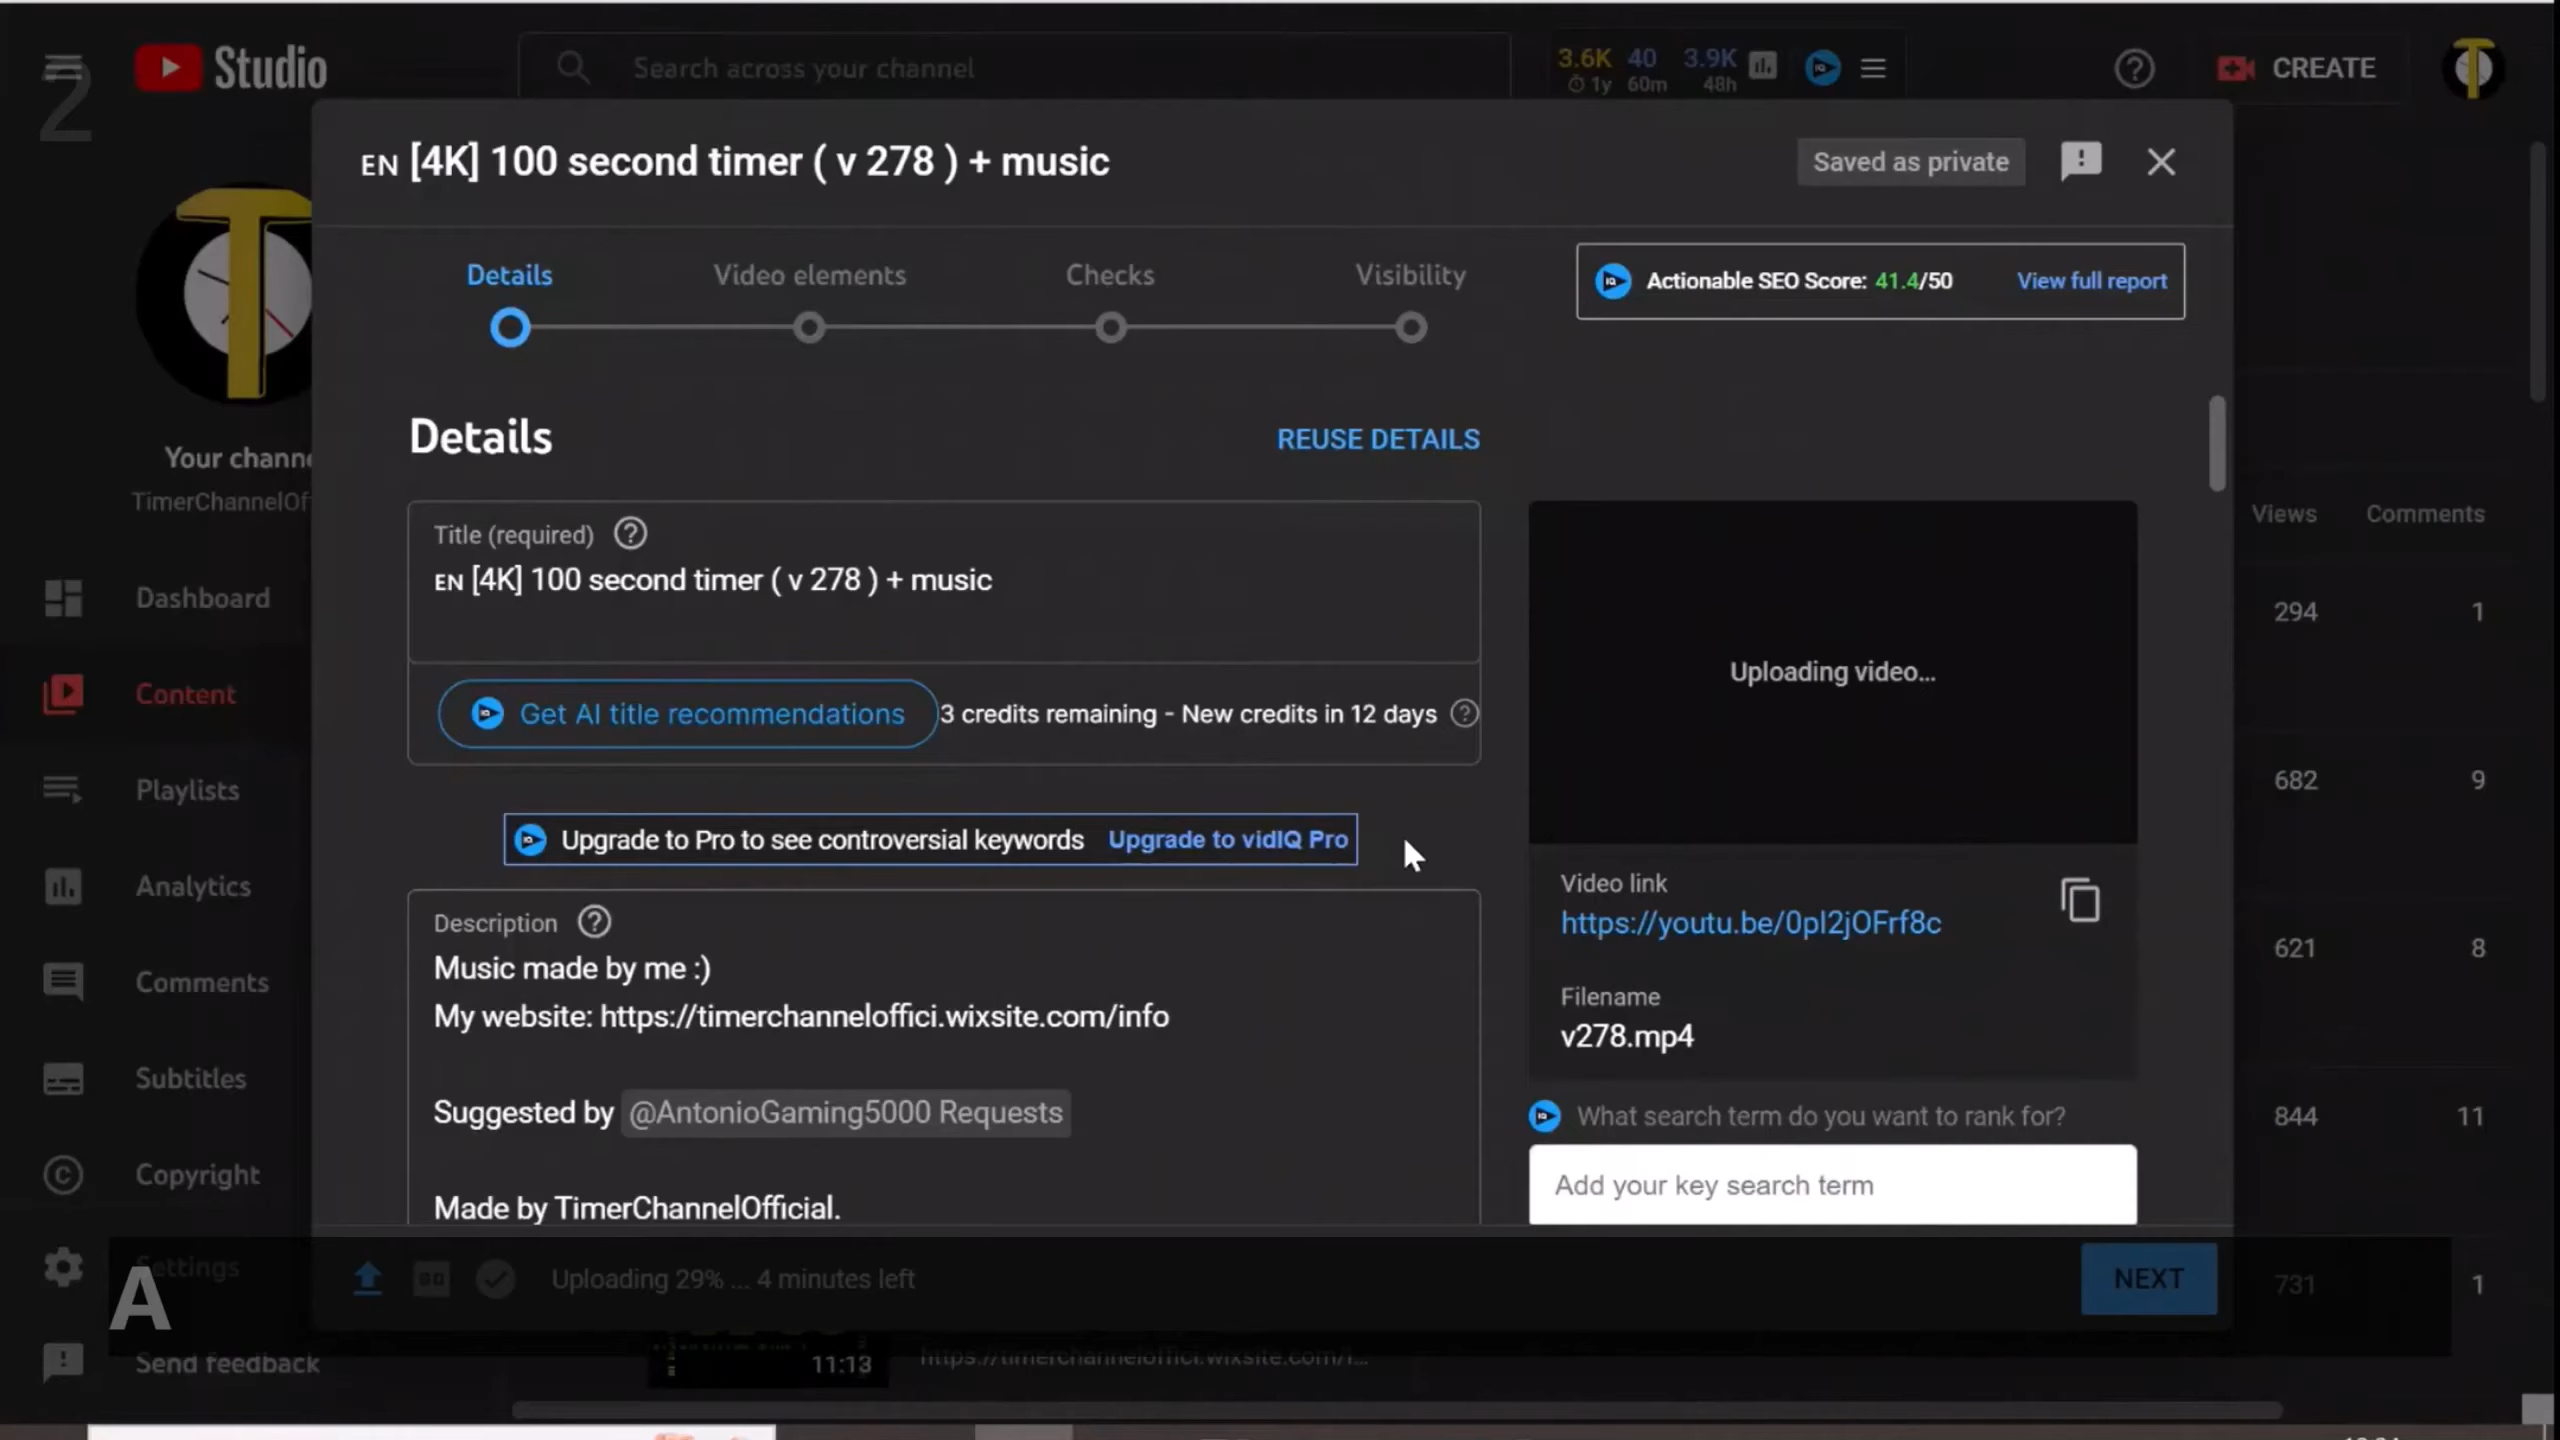 2
Studio
Search across your channel
3.6K 40 3.9K
1y 60m 48h
CREATE
EN [4K] 100 second timer ( v 278 ) + music
Saved as private
Details
Video elements
Checks
Visibility
Actionable SEO Score: 41.4/50
View full report
Details
REUSE DETAILS
Your chann
TimerChannelOf
Title (required)
EN [4K] 100 second timer ( v 278 ) + music
Get AI title recommendations
3 credits remaining - New credits in 12 days
Upgrade to Pro to see controversial keywords Upgrade to vidIQ Pro
Description
Music made by me :)
My website: https://timerchanneloffici.wixsite.com/info
Suggested by @AntonioGaming5000 Requests
Made by TimerChannelOfficial.
Uploading video...
Video link
https://youtu.be/0pI2jOFrf8c
Filename
v278.mp4
What search term do you want to rank for?
Add your key search term
Dashboard
Content
Playlists
Analytics
Comments
Subtitles
Copyright
Settings
Send feedback
Views Comments
294 1
682 9
621 8
844 11
731 1
A
Uploading 29% ... 4 minutes left
NEXT
11:13
https://timerchanneloffici.wixsite.com/i...